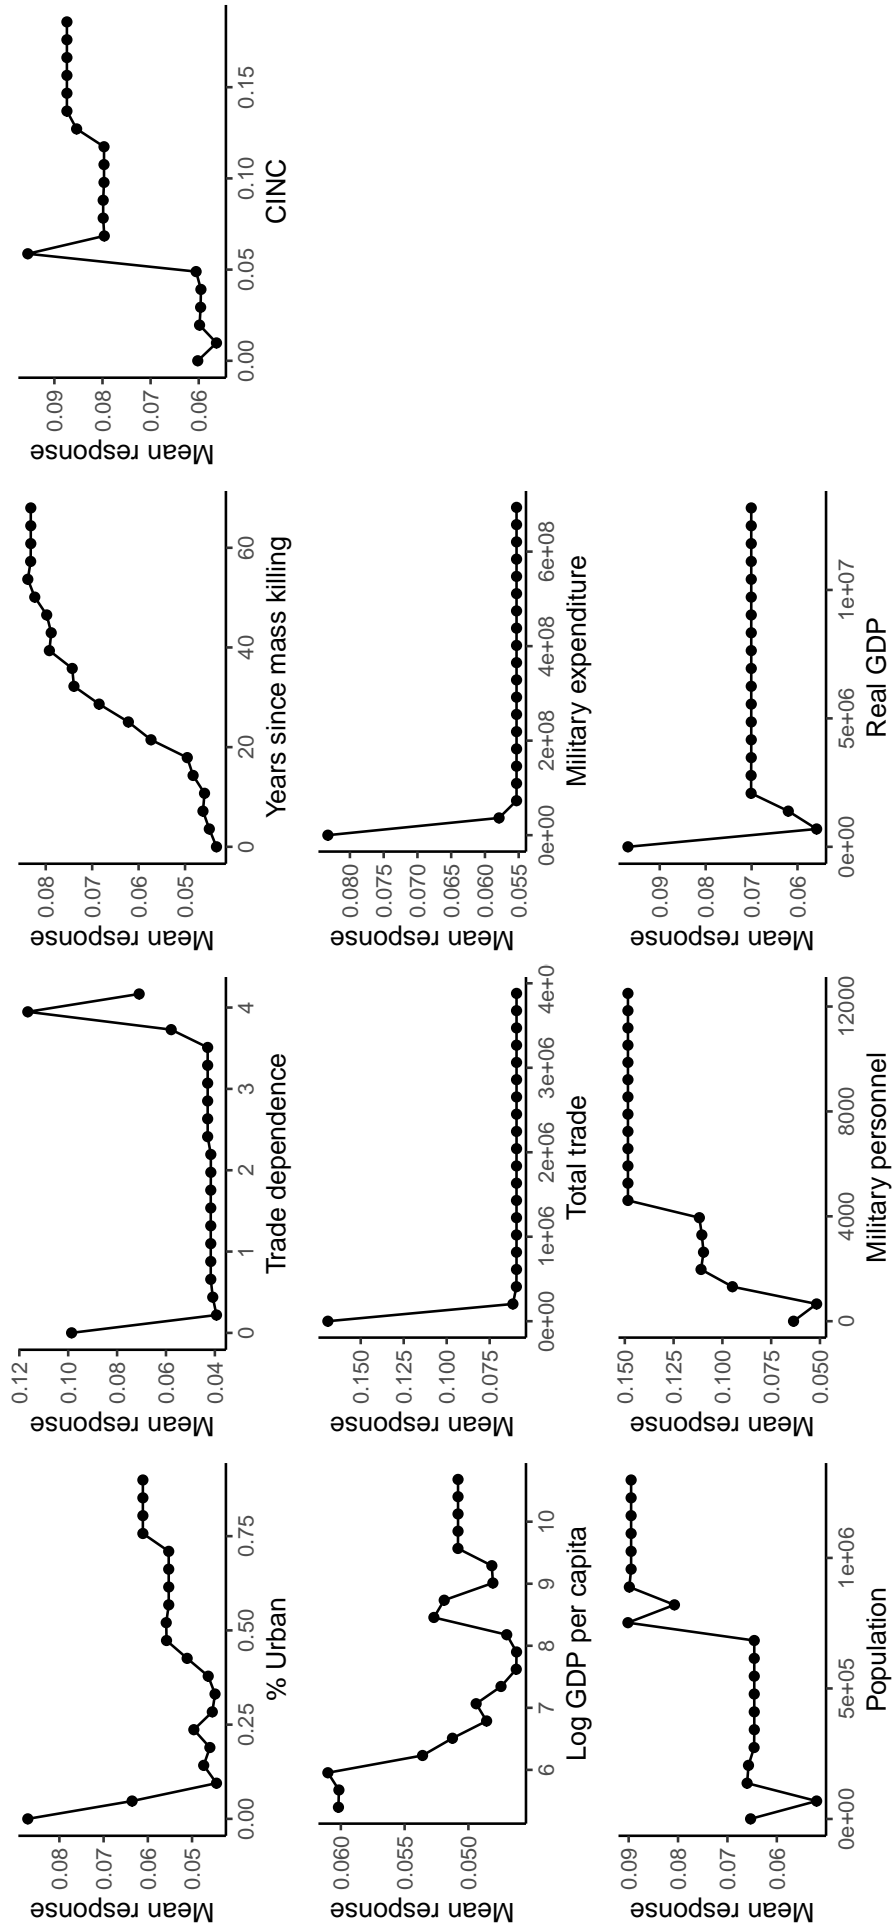 Mean response
0.08
0.07
0.06
0.05
0.00 0.25 0.50 0.75
% Urban
Mean response
0.12
0.10
0.08
0.06
0.04
0 1 2 3 4
Trade dependence
Mean response
0.08
0.07
0.06
0.05
0 20 40 60
Years since mass killing
Mean response
0.09
0.08
0.07
0.06
0.00 0.05 0.10 0.15
CINC
Mean response
0.060
0.055
0.050
6 7 8 9 10
Log GDP per capita
Mean response
0.150
0.125
0.100
0.075
0e+00 1e+06 2e+06 3e+06 4e+0
Total trade
Mean response
0.080
0.075
0.070
0.065
0.060
0.055
0e+00 2e+08 4e+08 6e+08
Military expenditure
Mean response
0.09
0.08
0.07
0.06
0e+00 5e+05 1e+06
Population
Mean response
0.150
0.125
0.100
0.075
0.050
0 4000 8000 12000
Military personnel
Mean response
0.09
0.08
0.07
0.06
0e+00 5e+06 1e+07
Real GDP